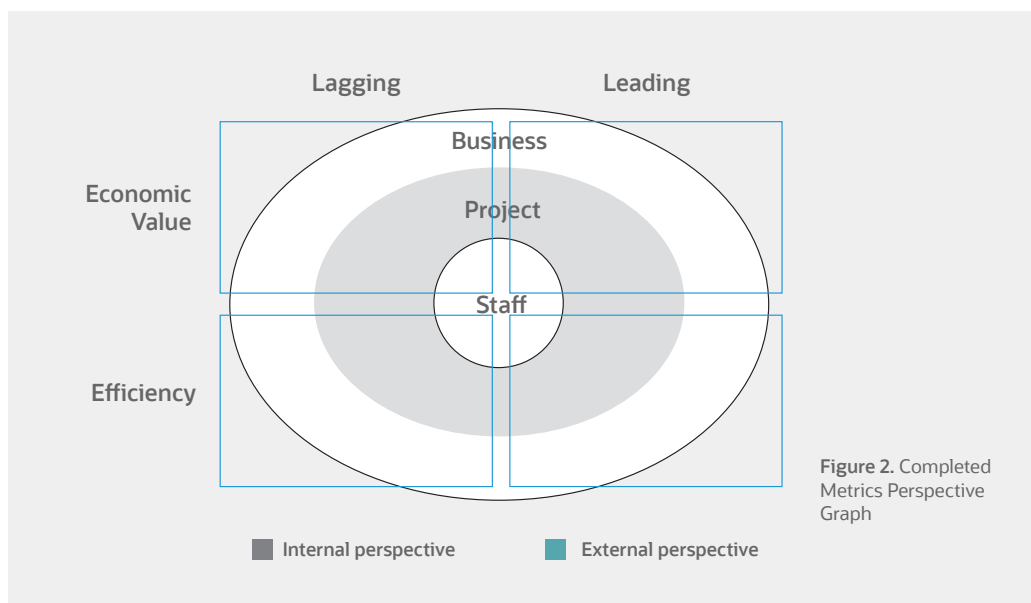 Lagging
Leading
Business
Economic
Value
Project
Staff
Efficiency
Figure 2. Completed
Metrics Perspective
Graph
Internal perspective
External perspective